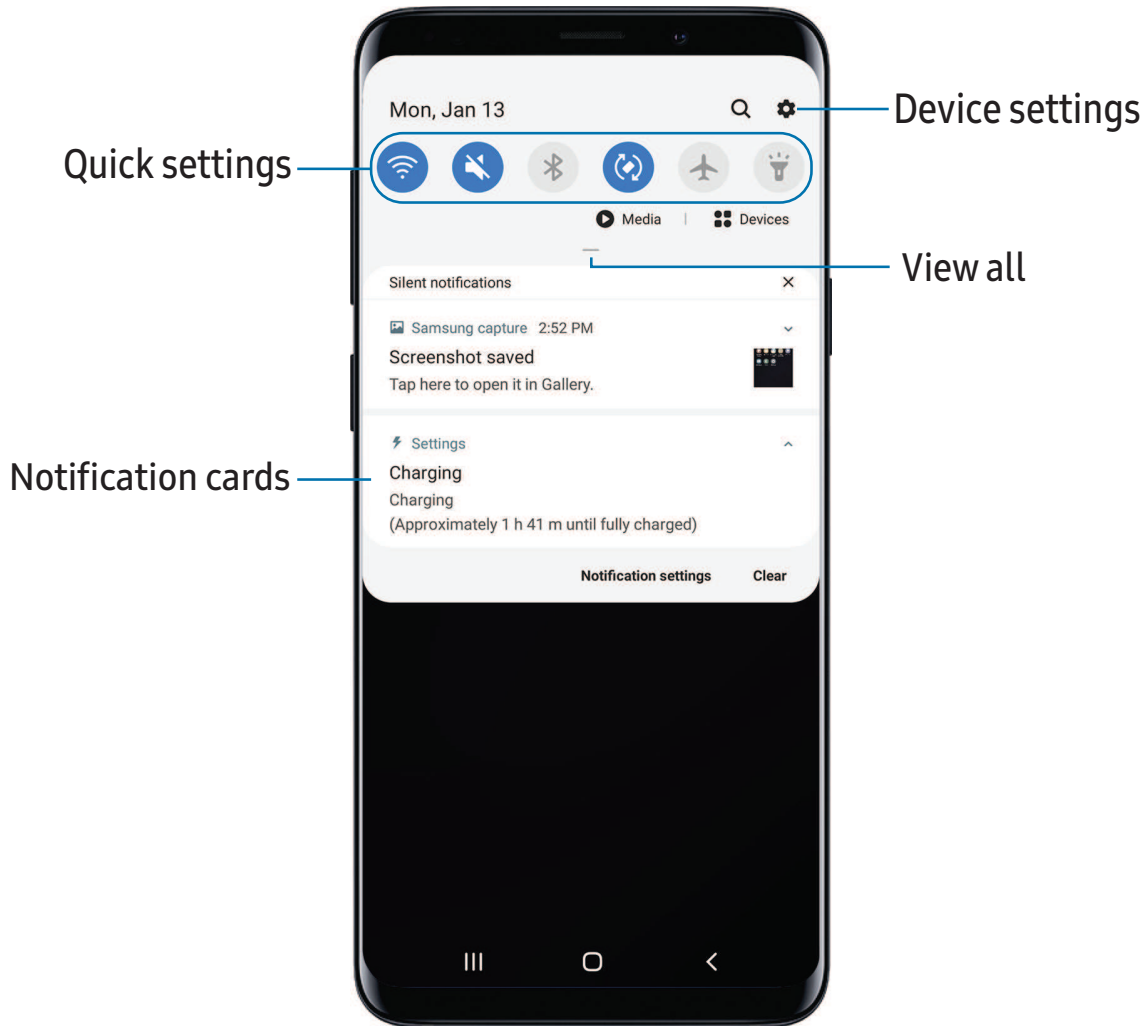 Mon, Jan 13
Device settings
Quick settings
Media | Devices
View all
Silent notifications
Samsung capture 2:52 PM
Screenshot saved
Tap here to open it in Gallery.
Settings
Notification cards
Charging
Charging
(Approximately 1 h 41 m until fully charged)
Notification settings Clear